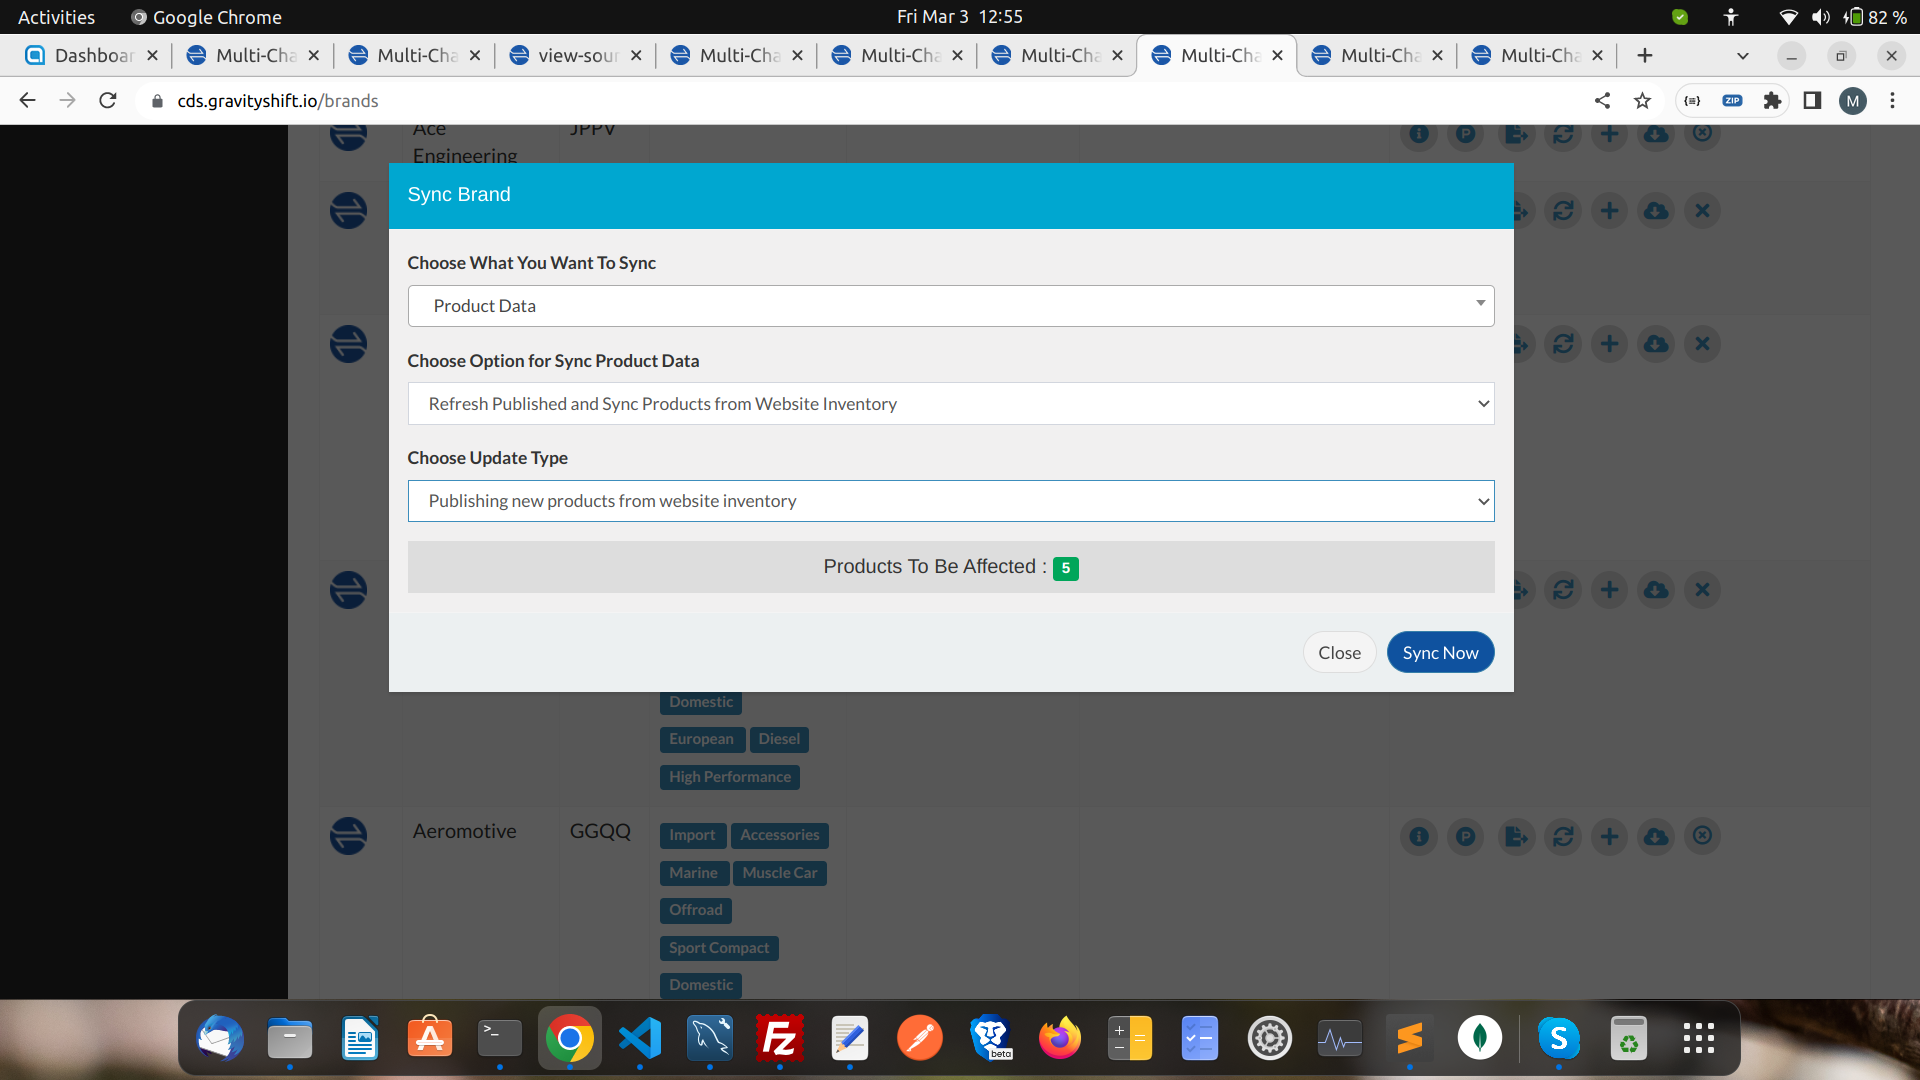 Activities
Google Chrome
Fri Mar 3 12:55
82 %
Dashboar
Multi-Cha
Multi-Cha
view-sour
Multi-Cha
Multi-Cha
Multi-Cha
Multi-Cha
Multi-Cha
Multi-Cha
cds.gravityshift.io/brands
ZIP
M
Ace
Engineering
JPPV
Sync Brand
Choose What You Want To Sync
Product Data
Choose Option for Sync Product Data
Refresh Published and Sync Products from Website Inventory
Choose Update Type
Publishing new products from website inventory
Products To Be Affected : 5
Close
Sync Now
Domestic
European Diesel
High Performance
Aeromotive
GGQQ
Import Accessories
Marine Muscle Car
Offroad
Sport Compact
Domestic
beta